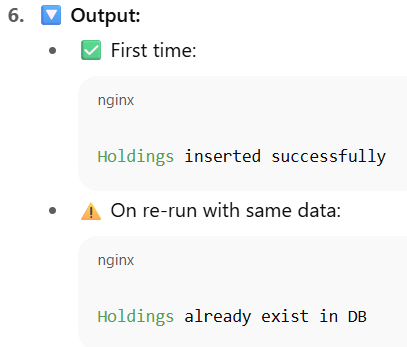 6. 🔽 Output:
• ✅ First time:
nginx
Holdings inserted successfully
• ⚠️ On re-run with same data:
nginx
Holdings already exist in DB